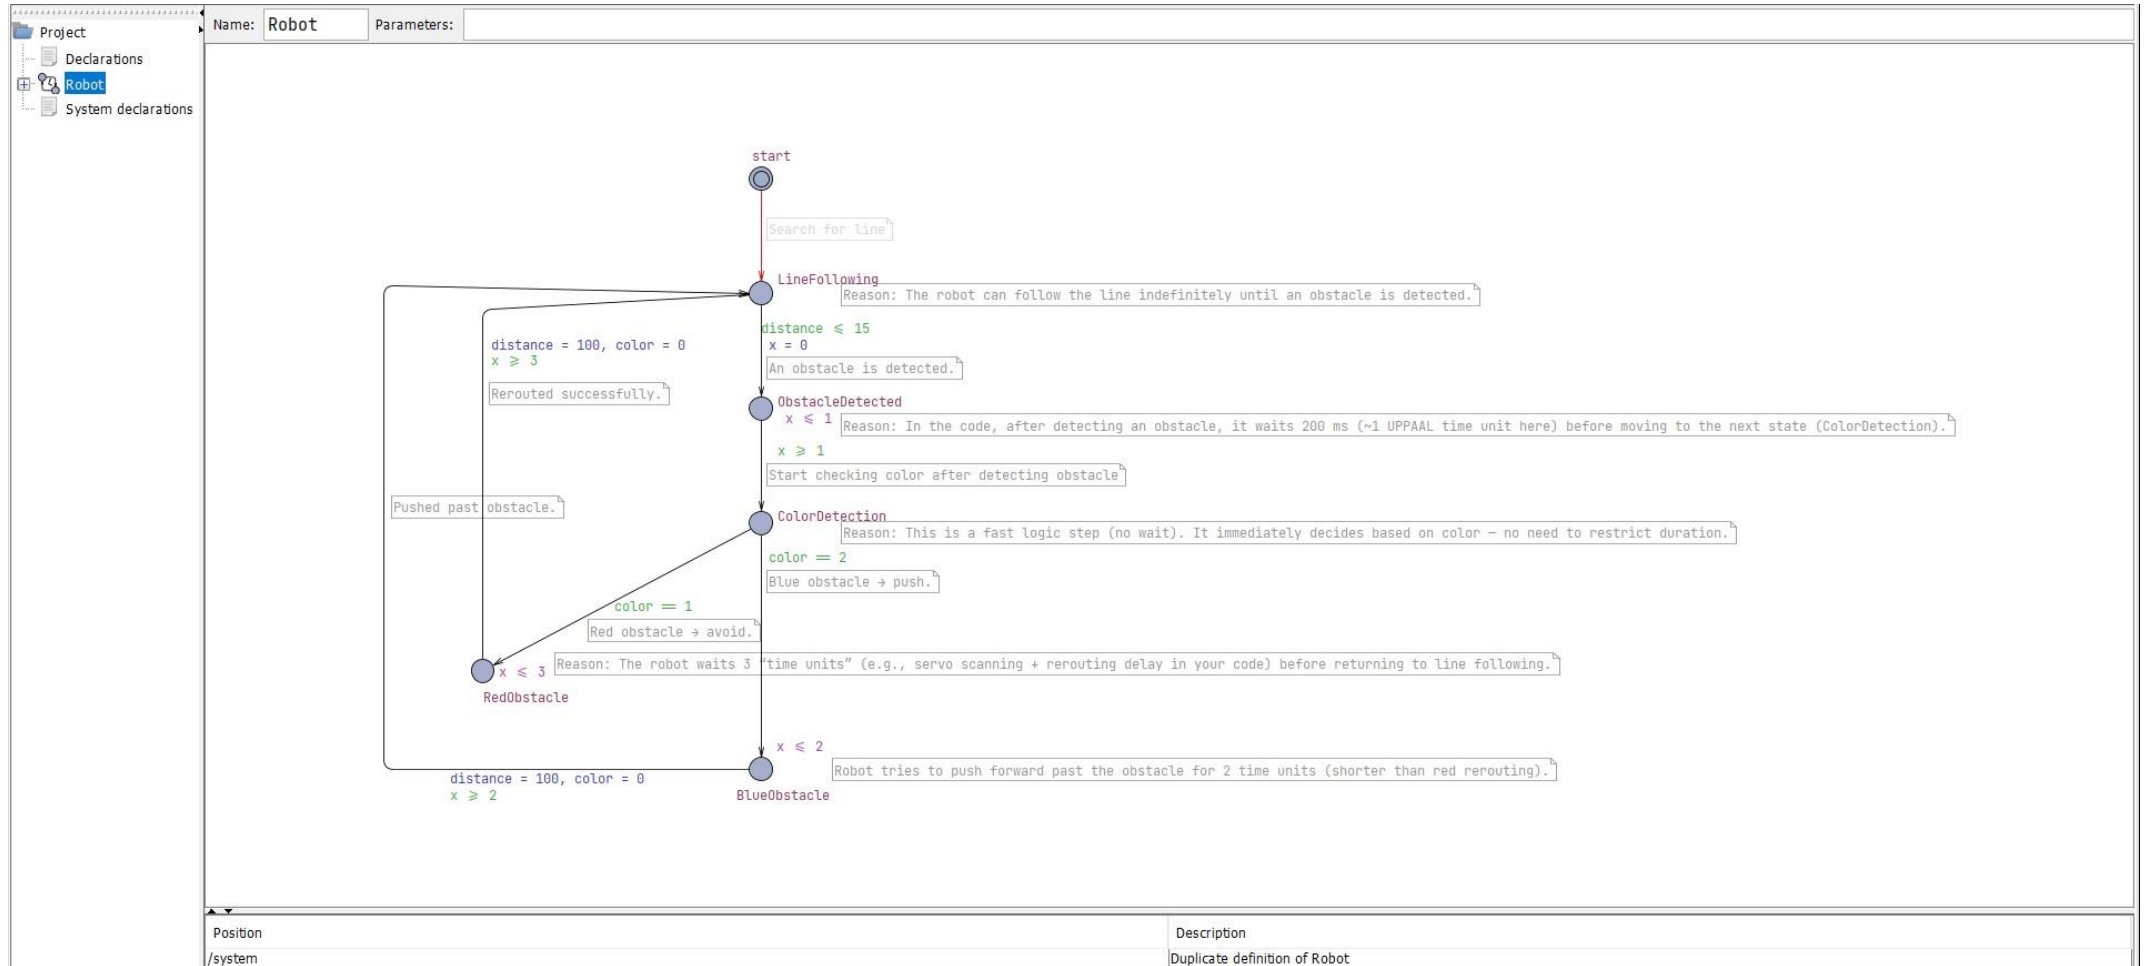 Project
Declarations
Robot
System declarations
Name: Robot Parameters:
start
Search for line
LineFollowing
Reason: The robot can follow the line indefinitely until an obstacle is detected.
distance ⩽ 15
x = 0
distance = 100, color = 0
x ⩾ 3
An obstacle is detected.
Rerouted successfully.
ObstacleDetected
x ⩽ 1
Reason: In the code, after detecting an obstacle, it waits 200 ms (~1 UPPAAL time unit here) before moving to the next state (ColorDetection).
x ⩾ 1
Start checking color after detecting obstacle
Pushed past obstacle.
ColorDetection
Reason: This is a fast logic step (no wait). It immediately decides based on color — no need to restrict duration.
color == 2
Blue obstacle → push.
color == 1
Red obstacle → avoid.
x ⩽ 3
Reason: The robot waits 3 “time units” (e.g., servo scanning + rerouting delay in your code) before returning to line following.
RedObstacle
x ⩽ 2
Robot tries to push forward past the obstacle for 2 time units (shorter than red rerouting).
distance = 100, color = 0
x ⩾ 2
BlueObstacle
Position Description
/system Duplicate definition of Robot